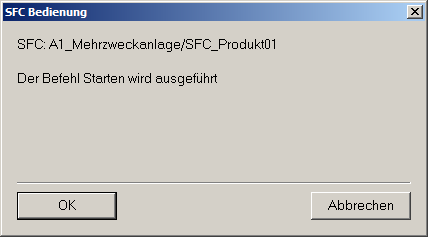 SFC Bedienung
SFC: A1_Mehrzweckanlage/SFC_Produkt01
Der Befehl Starten wird ausgeführt
OK
Abbrechen